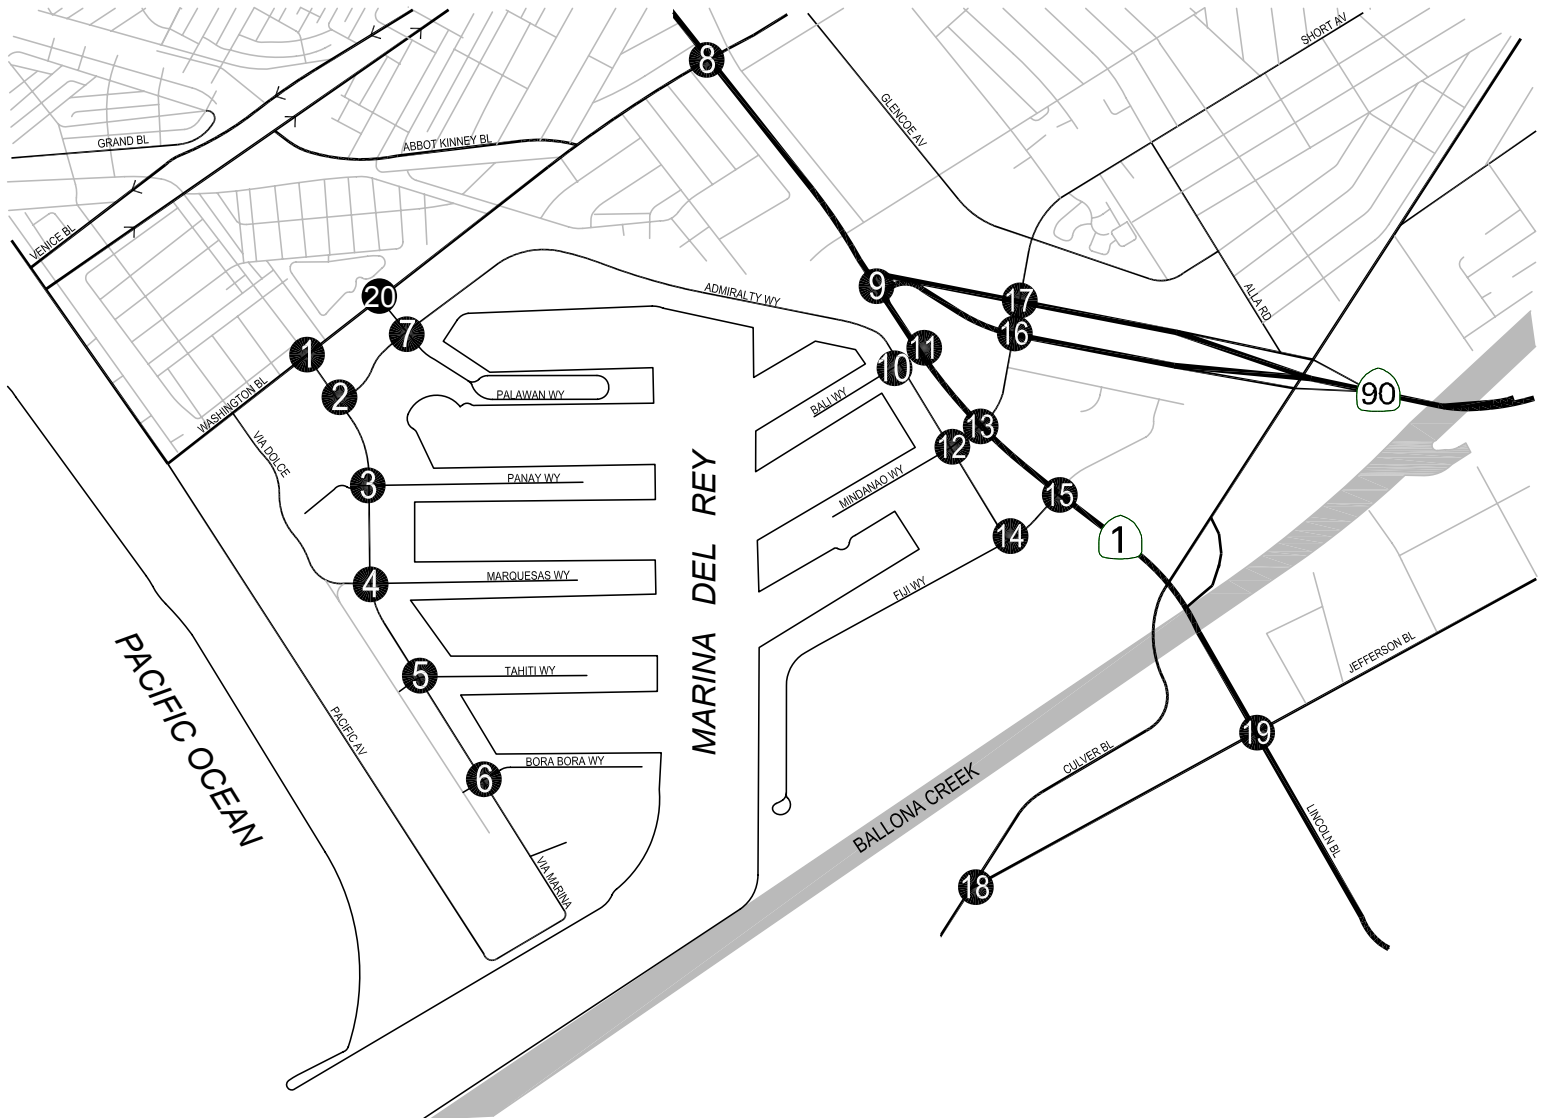 SHORT AV
8
GLENCOE AV
GRAND BL
ABBOT KINNEY BL
VENICE BL
9
20
ADMIRALTY WY
17
ALLA RD
7
16
1
11
10
2
PALAWAN WY
BALI WY
90
WASHINGTON BL
13
12
VIA DOLCE
3
PANAY WY
MINDANAO WY
15
14
1
4
MARQUESAS WY
FIJI WY
MARINA DEL REY
5
TAHITI WY
JEFFERSON BL
PACIFIC OCEAN
PACIFIC AV
19
CULVER BL
6
BORA BORA WY
BALLONA CREEK
LINCOLN BL
VIA MARINA
18